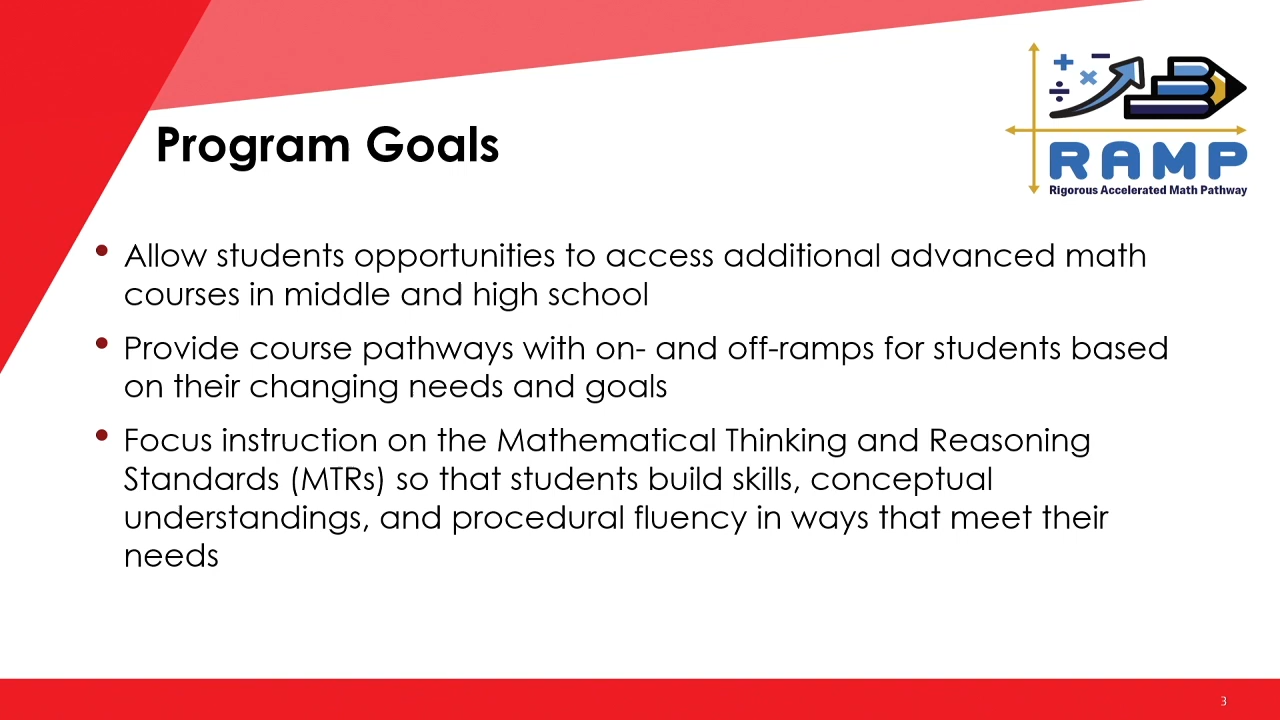 RAMP
Rigorous Accelerated Math Pathway
Program Goals
• Allow students opportunities to access additional advanced math
courses in middle and high school
• Provide course pathways with on- and off-ramps for students based
on their changing needs and goals
• Focus instruction on the Mathematical Thinking and Reasoning
Standards (MTRs) so that students build skills, conceptual
understandings, and procedural fluency in ways that meet their
needs
3